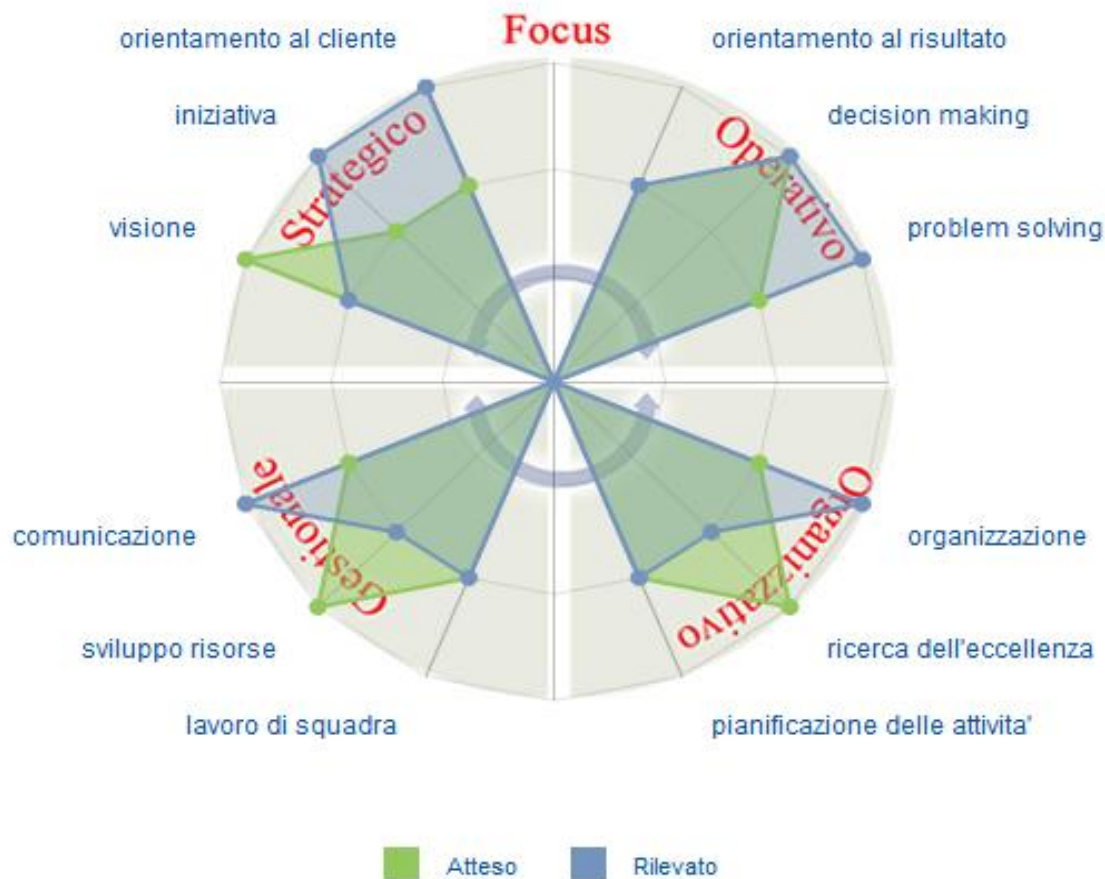 Focus
orientamento al cliente
orientamento al risultato
iniziativa
decision making
Strategico
Operativo
visione
problem solving
Gestionale
Organizzativo
comunicazione
organizzazione
sviluppo risorse
ricerca dell'eccellenza
lavoro di squadra
pianificazione delle attivita'
Atteso
Rilevato